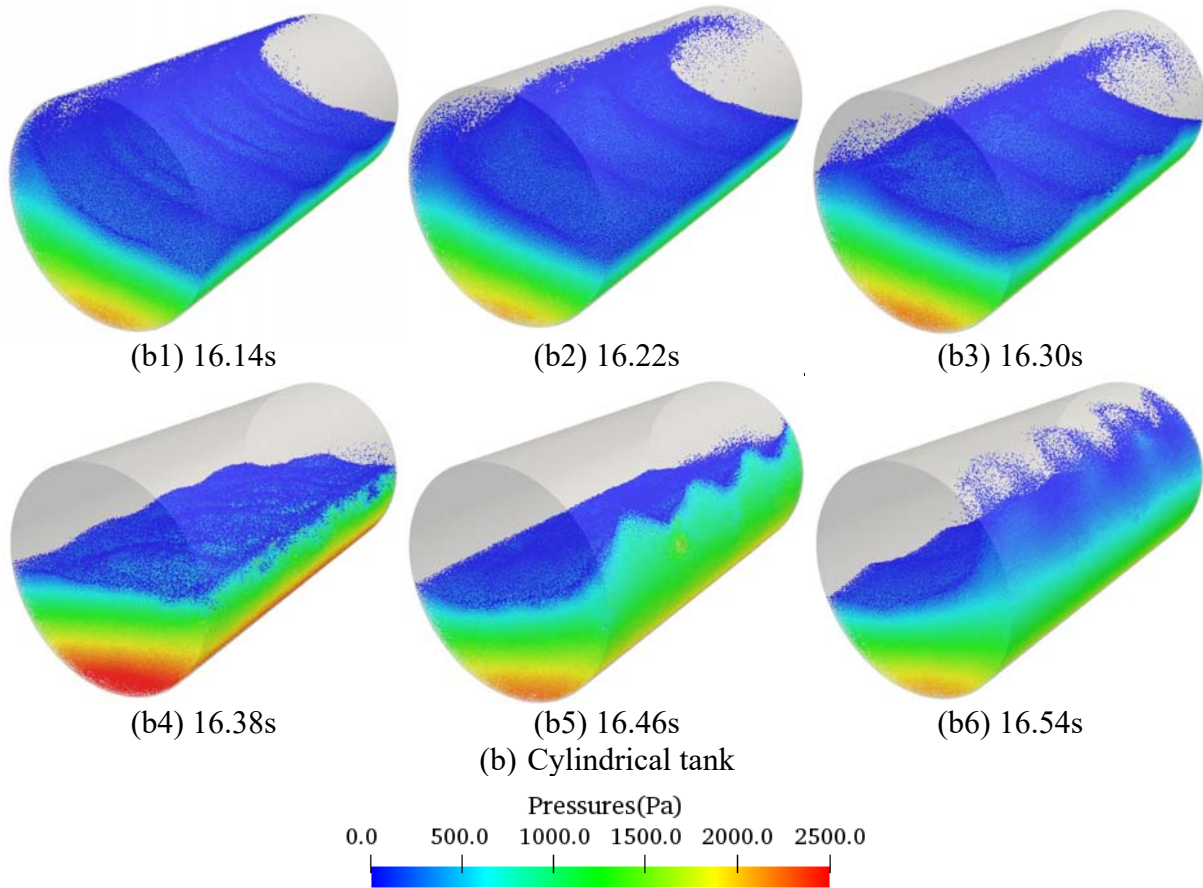 (b1) 16.14s (b2) 16.22s (b3) 16.30s
(b4) 16.38s (b5) 16.46s (b6) 16.54s
(b) Cylindrical tank
Pressures(Pa)
0.0 500.0 1000.0 1500.0 2000.0 2500.0